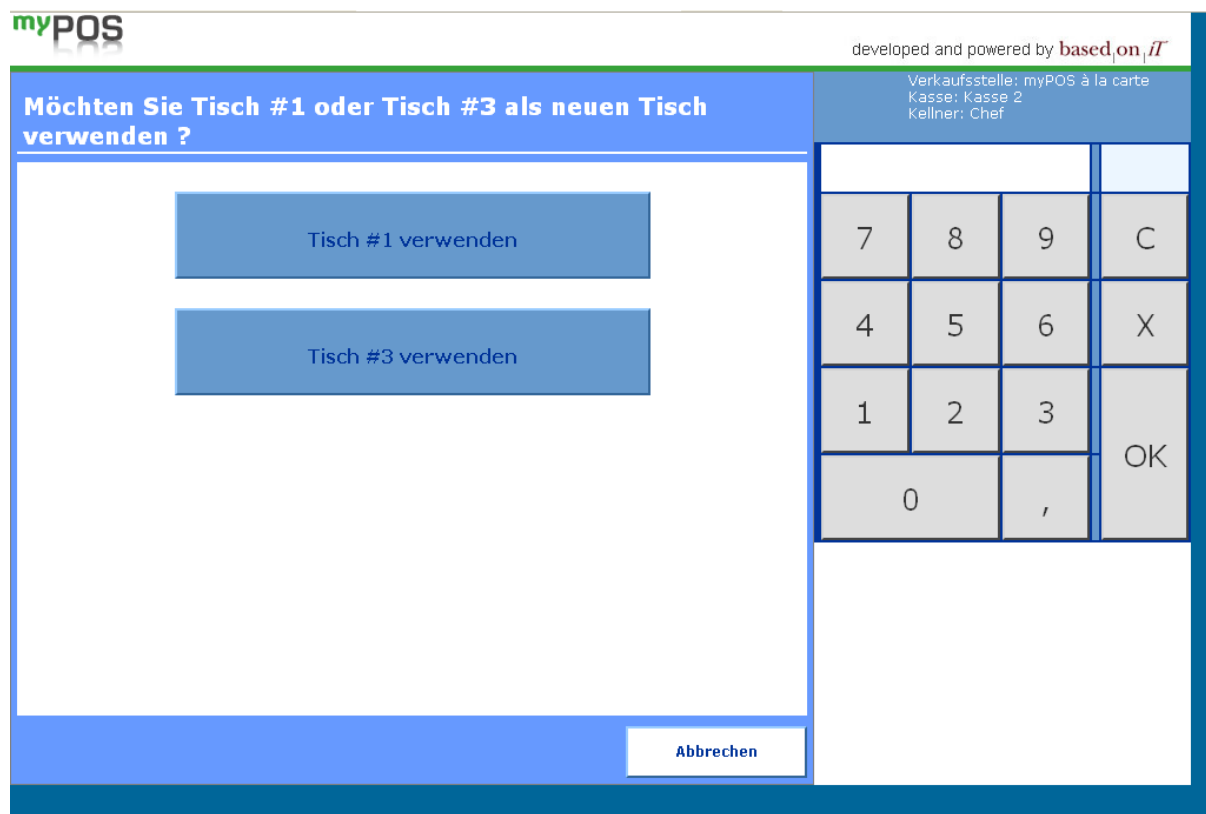 myPOS
developed and powered by based|on|iT
Möchten Sie Tisch #1 oder Tisch #3 als neuen Tisch
verwenden ?
Verkaufsstelle: myPOS à la carte
Kasse: Kasse 2
Kellner: Chef
Tisch #1 verwenden
Tisch #3 verwenden
7 8 9 C
4 5 6 X
1 2 3
OK
0 ,
Abbrechen